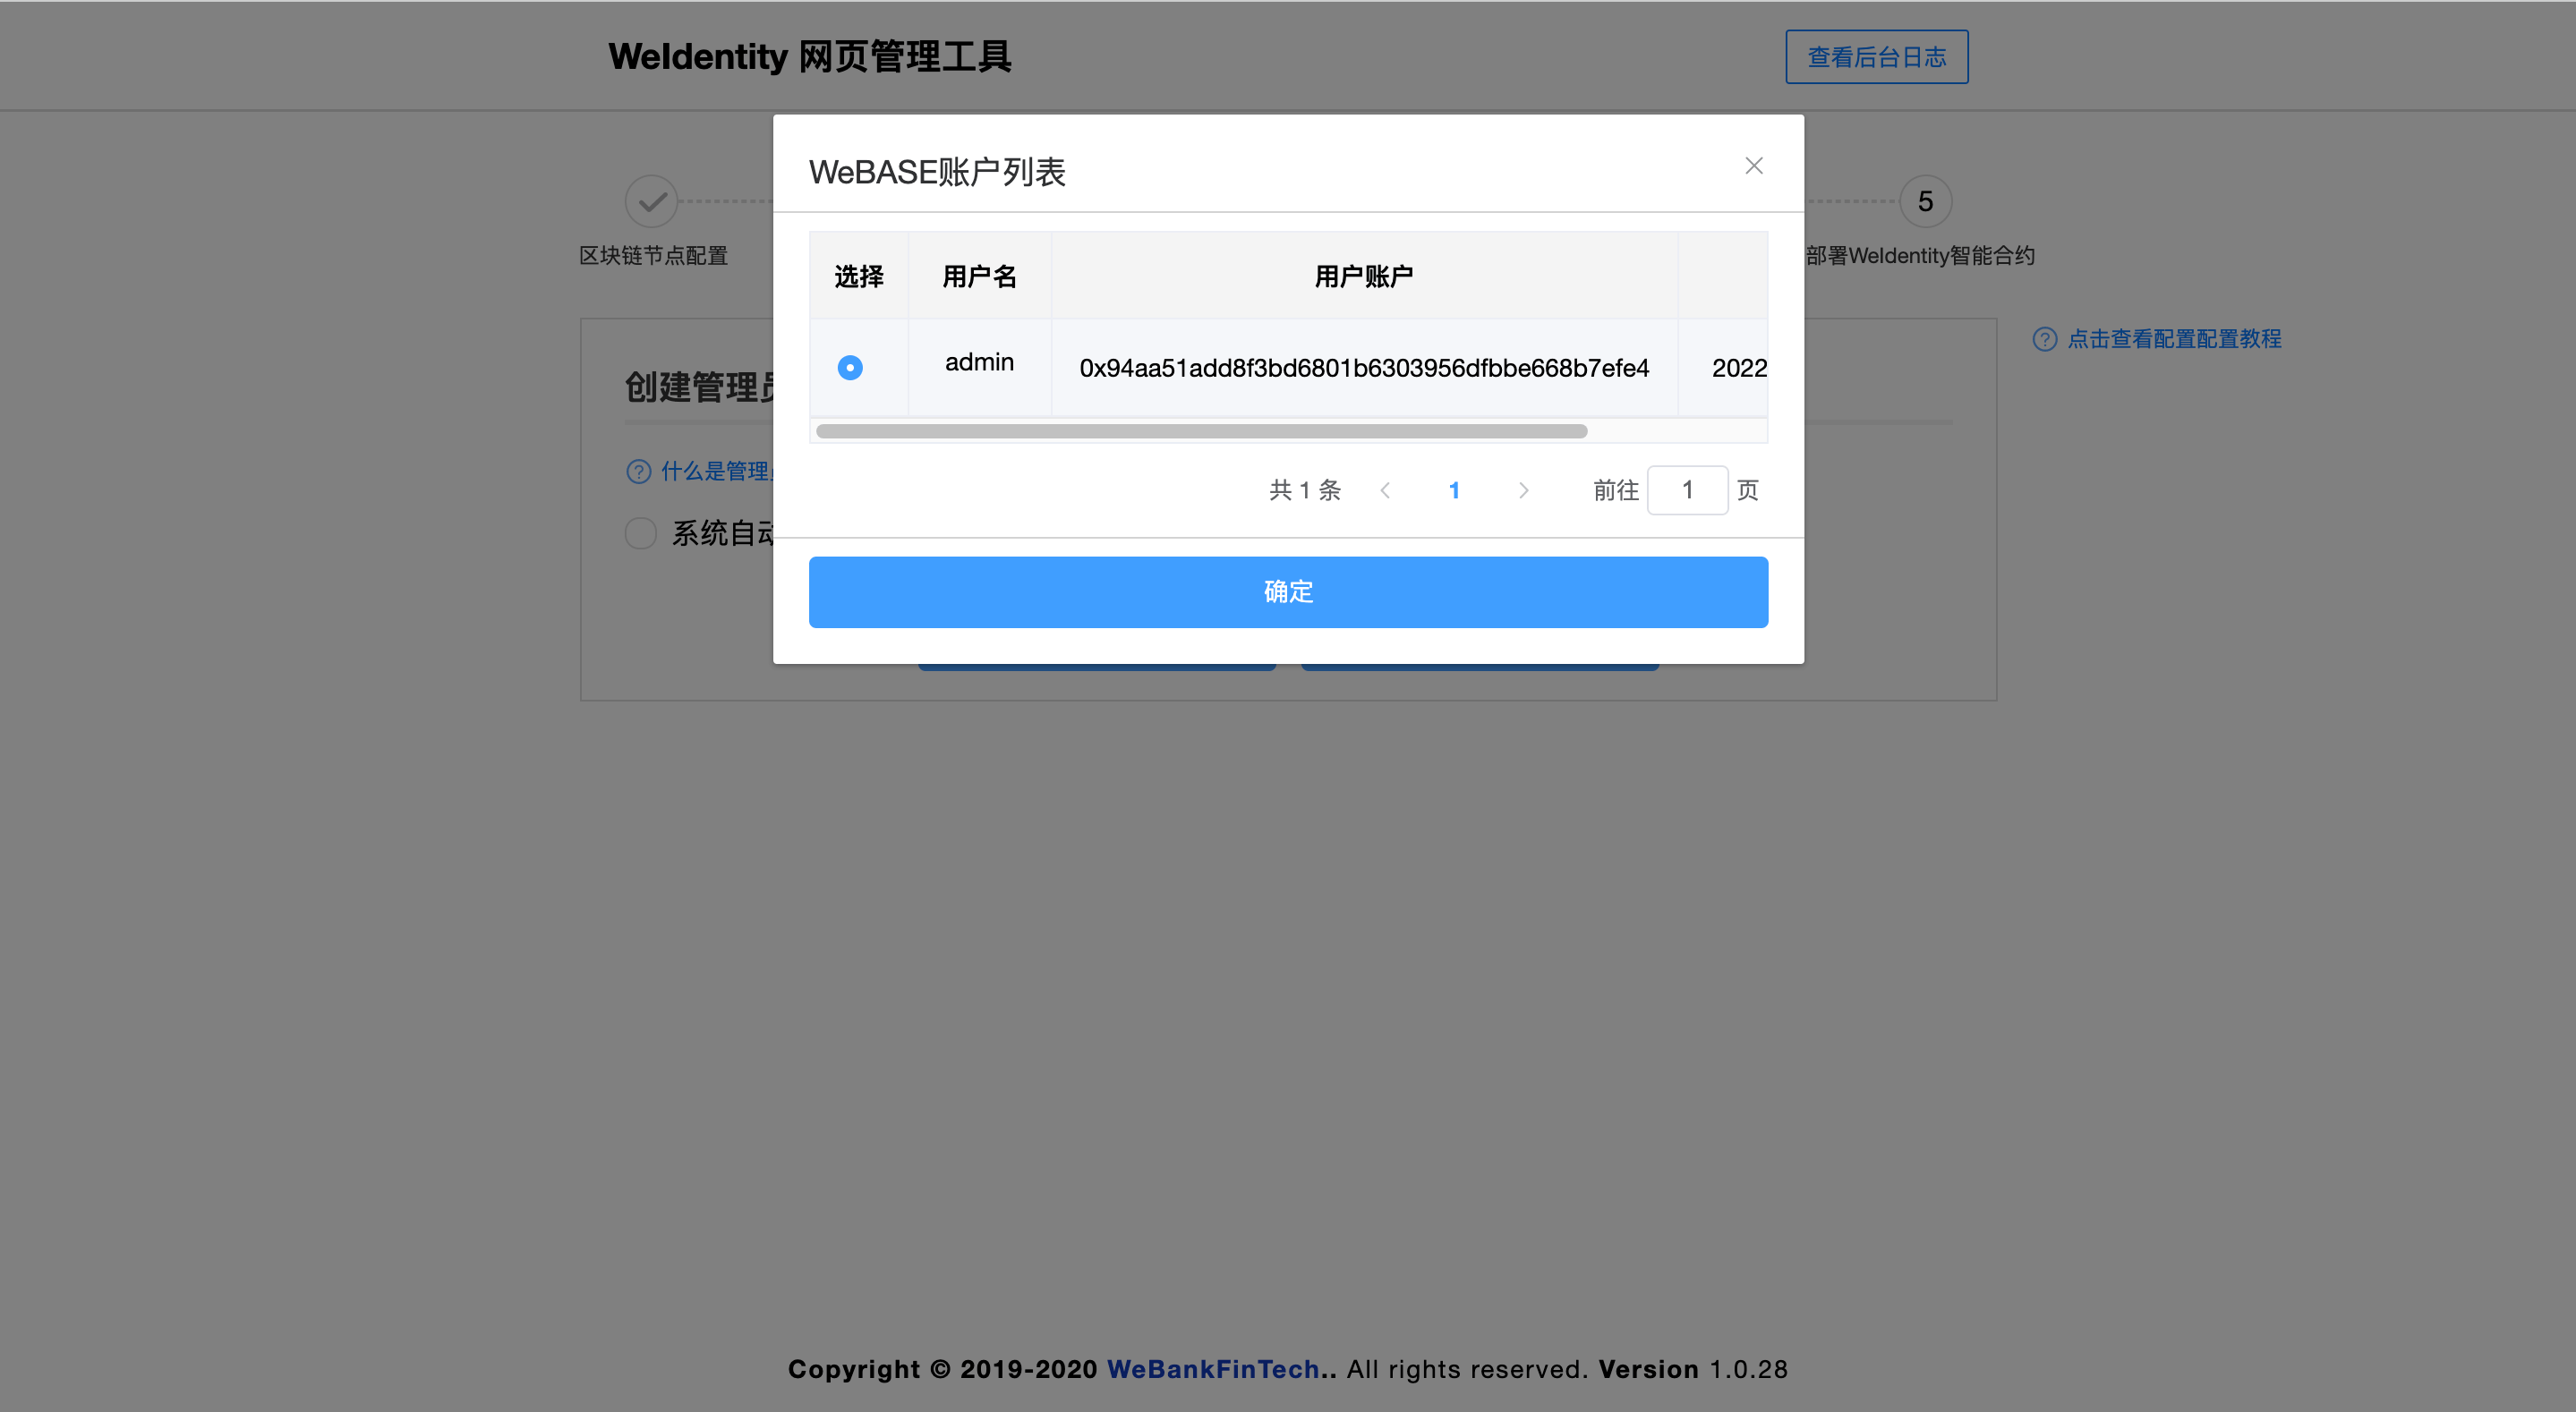 WeIdentity 网页管理工具
查看后台日志
WeBASE账户列表
5
区块链节点配置
部署WeIdentity智能合约
选择 用户名 用户账户
点击查看配置配置教程
admin 0x94aa51add8f3bd6801b6303956dfbbe668b7efe4 2022
创建管理员
什么是管理员
共 1 条 1 前往 1 页
系统自动
确定
Copyright © 2019-2020 WeBankFinTech.. All rights reserved. Version 1.0.28